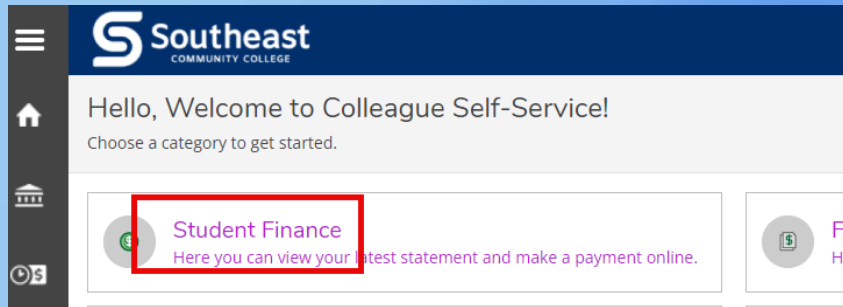 Southeast
COMMUNITY COLLEGE
Hello, Welcome to Colleague Self-Service!
Choose a category to get started.
Student Finance
Here you can view your latest statement and make a payment online.
F
H